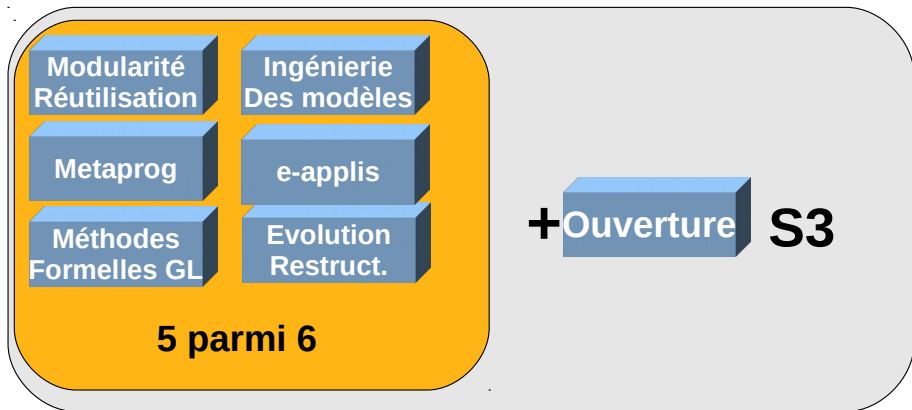 Modularité
Réutilisation
Ingénierie
Des modèles
Metaprog
e-applis
Méthodes
Formelles GL
Evolution
Restruct.
5 parmi 6
+
Ouverture
S3